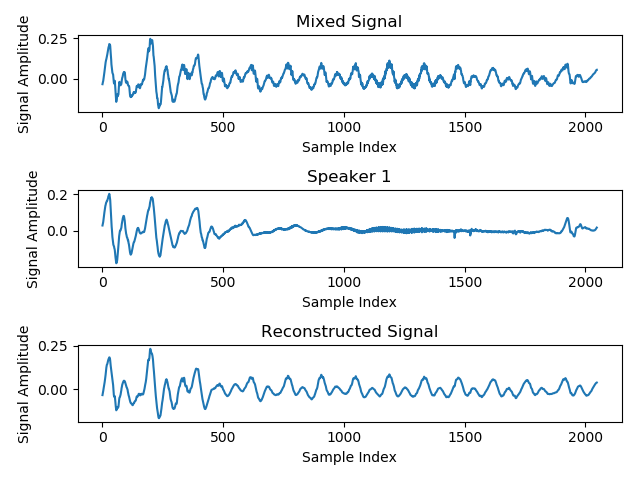 Mixed Signal
Signal Amplitude
0.25
0.00
0 500 1000 1500 2000
Sample Index
Speaker 1
Signal Amplitude
0.2
0.0
0 500 1000 1500 2000
Sample Index
Reconstructed Signal
Signal Amplitude
0.25
0.00
0 500 1000 1500 2000
Sample Index